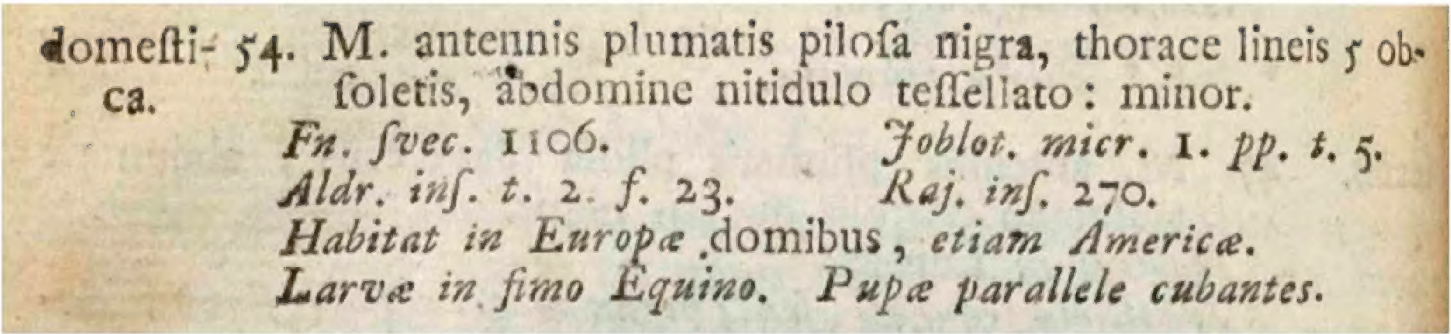 domeſti- 54. M. antennis plumatis piloſa nigra, thorace lineis 5 ob-
ca. ſoletis, abdomine nitidulo teſſellato: minor.
Fn. ſvec. 1106. Joblot. micr. 1. pp. t. 5.
Aldr. inſ. t. 2. f. 23. Raj. inſ. 270.
Habitat in Europæ domibus, etiam Americæ.
Larvæ in fimo Equino. Pupæ parallele cubantes.